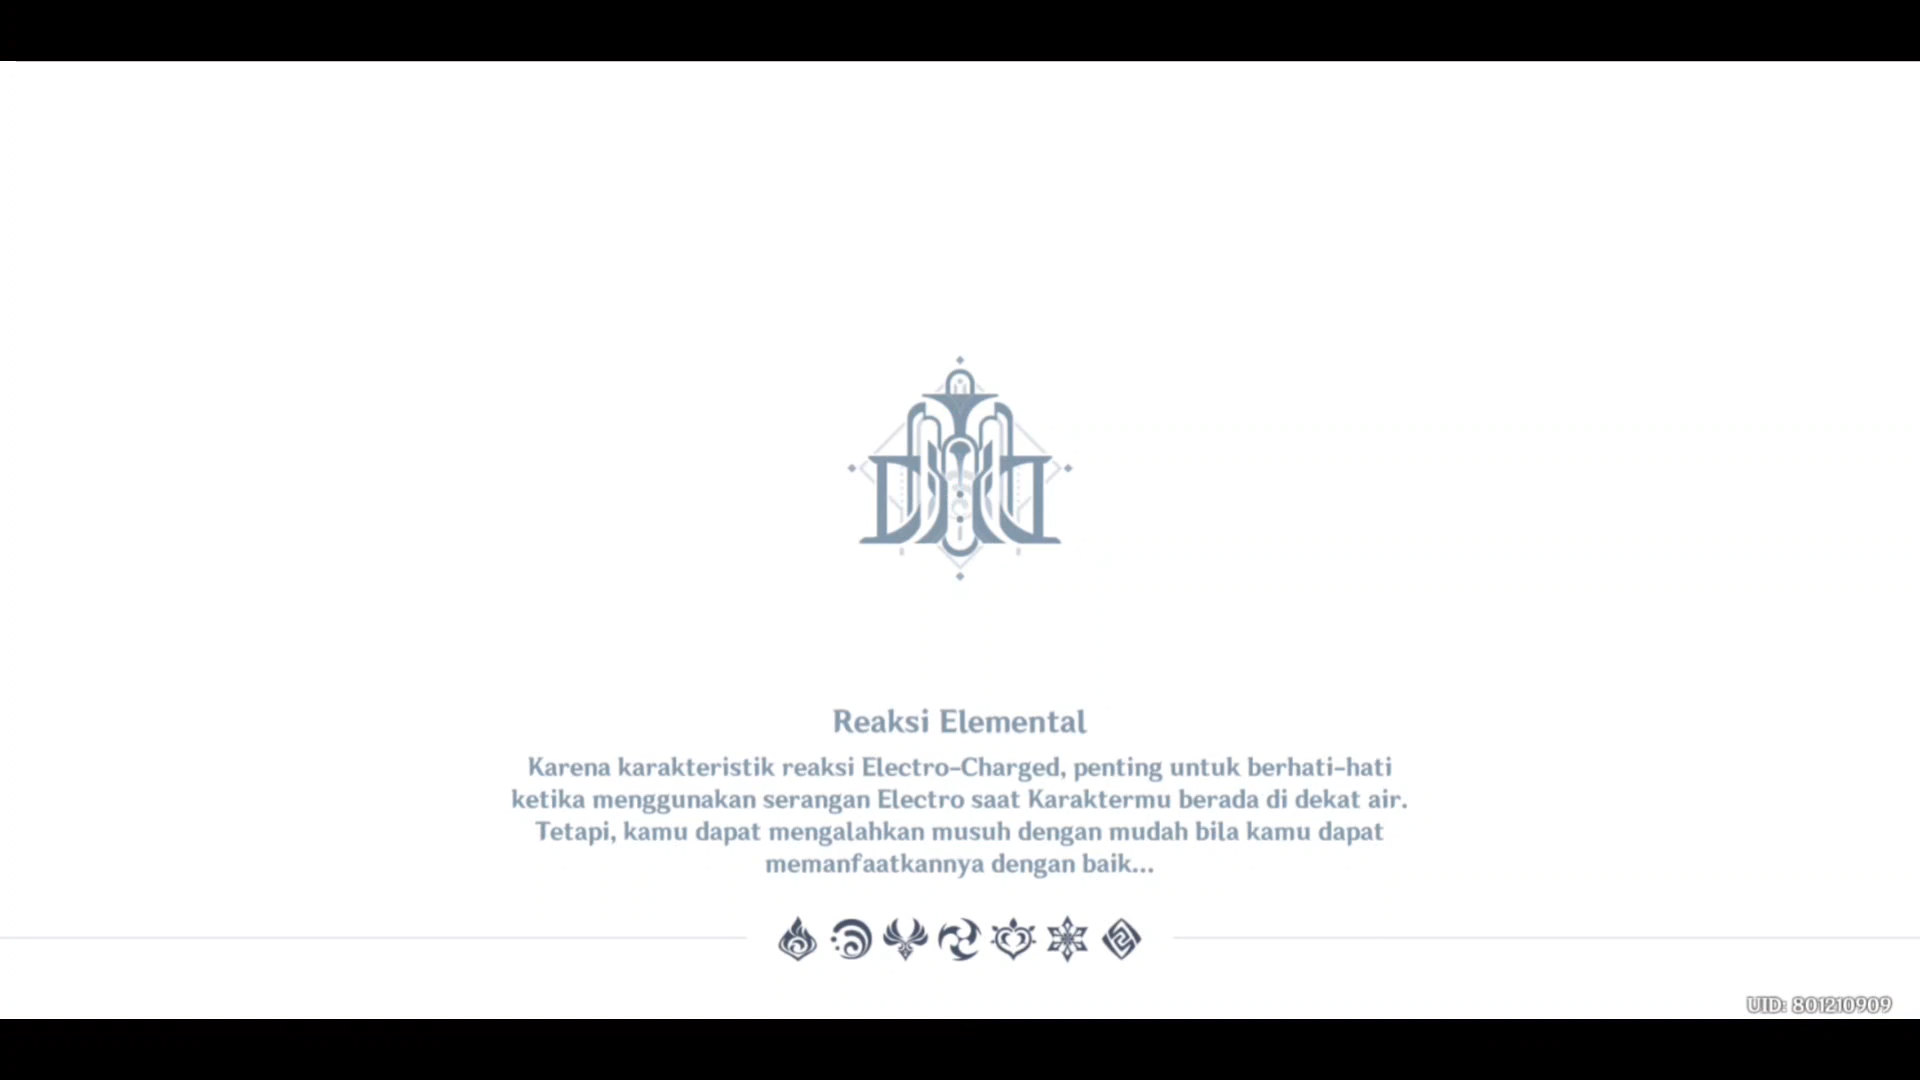 Reaksi Elemental
Karena karakteristik reaksi Electro-Charged, penting untuk berhati-hati
ketika menggunakan serangan Electro saat Karaktermu berada di dekat air.
Tetapi, kamu dapat mengalahkan musuh dengan mudah bila kamu dapat
memanfaatkannya dengan baik...
UID: 801210909